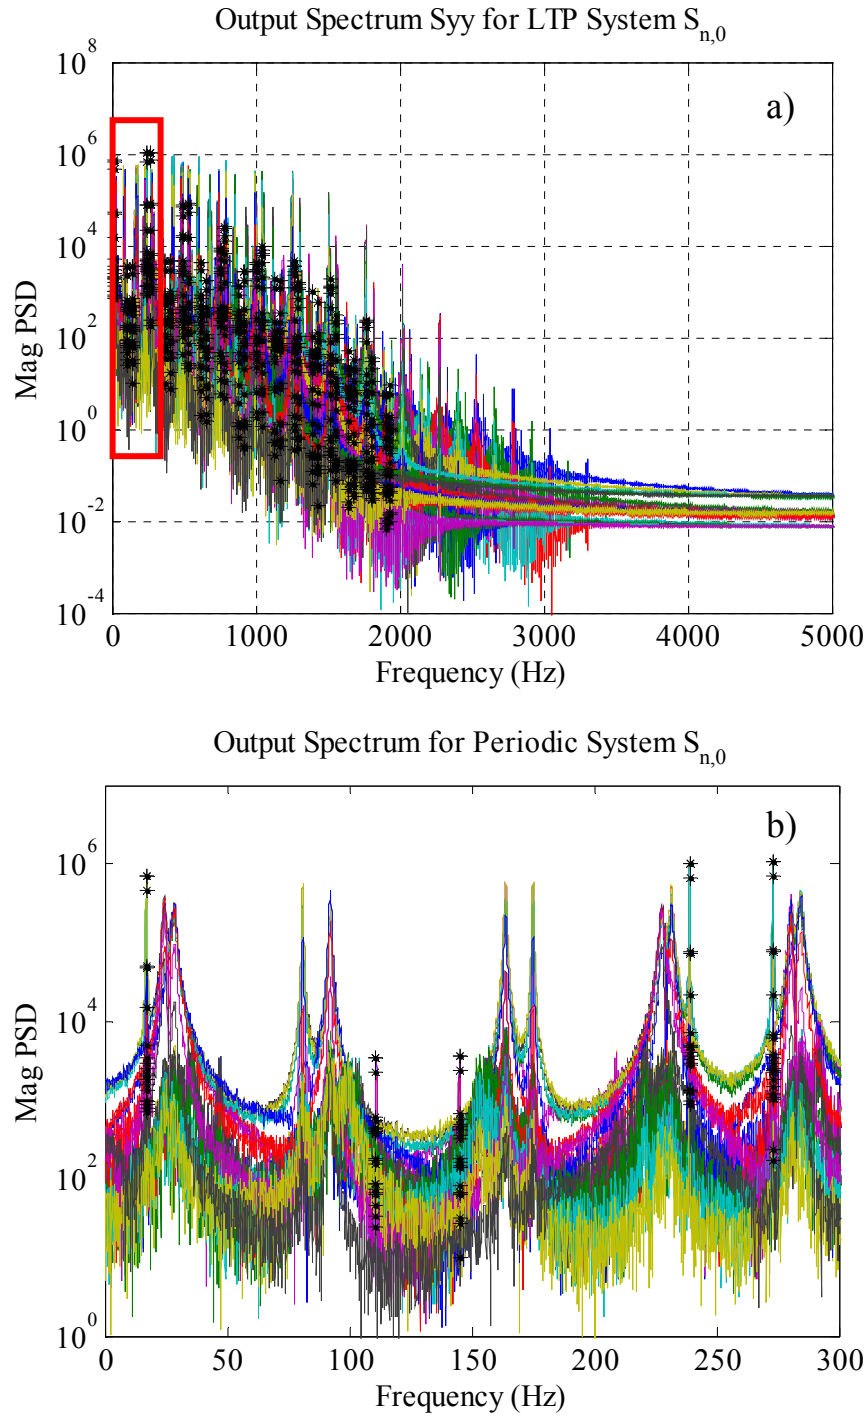 Output Spectrum Syy for LTP System S_{n,0}
a)
10^8
10^6
10^4
10^2
10^0
10^-2
10^-4
Mag PSD
0 1000 2000 3000 4000 5000
Frequency (Hz)
Output Spectrum for Periodic System S_{n,0}
b)
10^6
10^4
10^2
10^0
Mag PSD
0 50 100 150 200 250 300
Frequency (Hz)